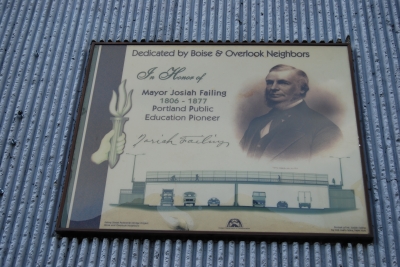 Dedicated by Boise & Overlook Neighbors
In Honor of
Mayor Josiah Failing
1806 - 1877
Portland Public
Education Pioneer
Josiah Failing